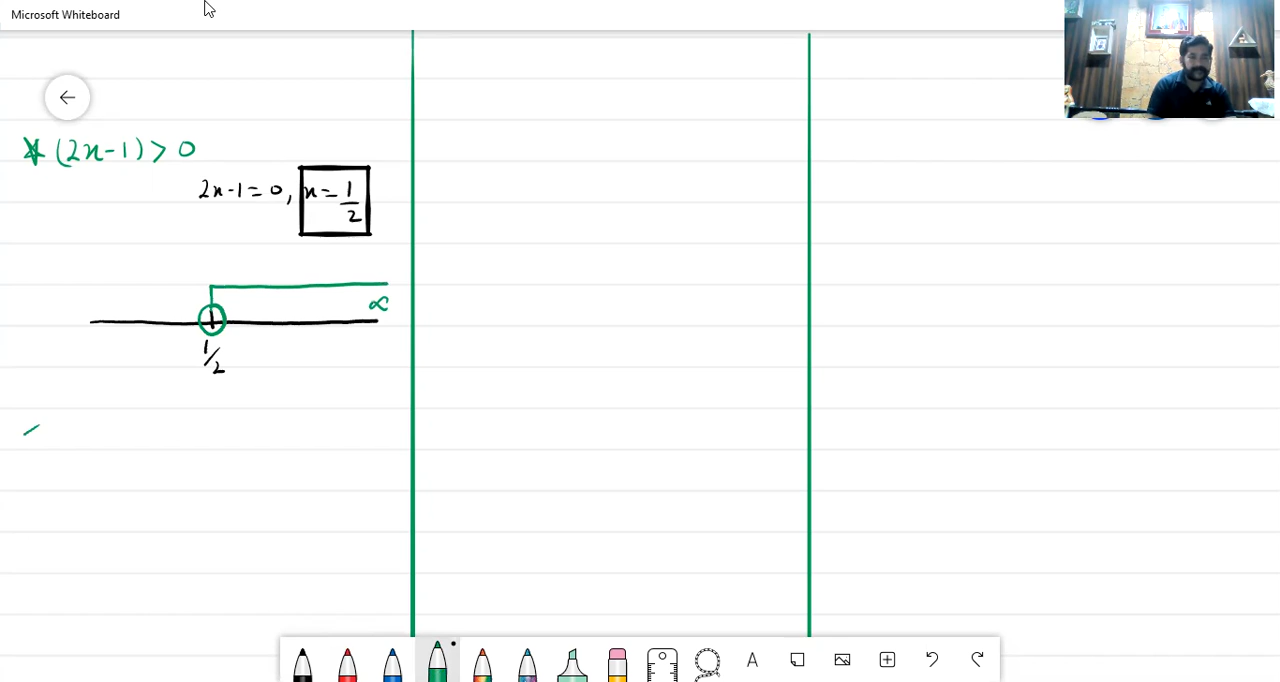 Microsoft Whiteboard
* (2x-1) > 0
2x-1=0, x=1/2
∝
1/2